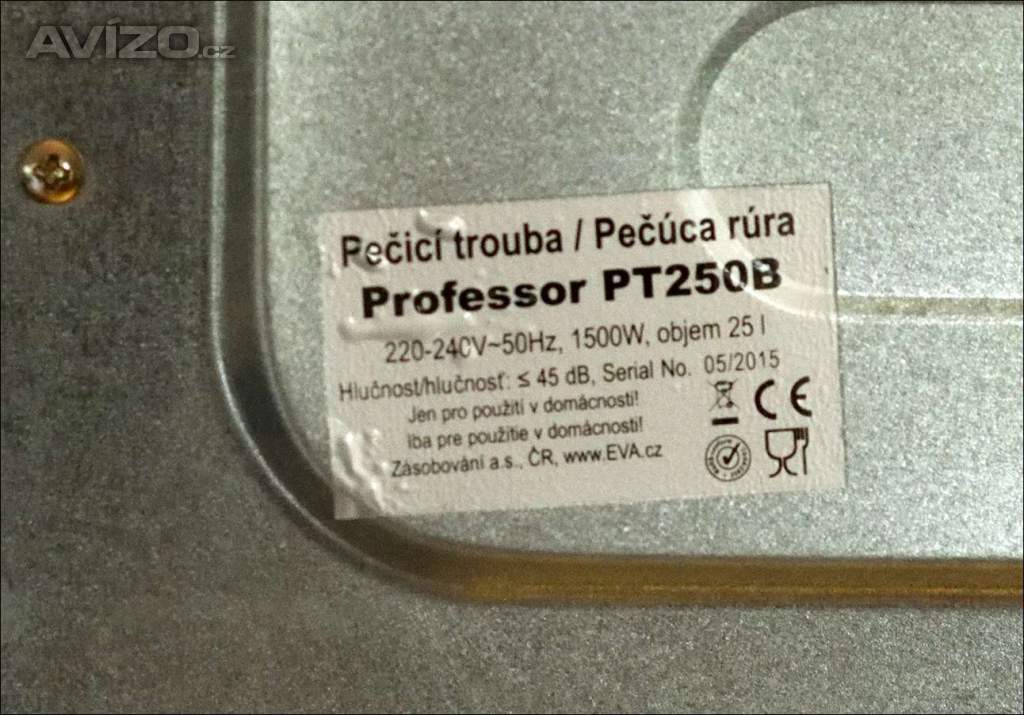 AVÍZO.cz
Pečicí trouba / Pečúca rúra
Professor PT250B
220-240V~50Hz, 1500W, objem 25 l
Hlučnost/hlučnosť: ≤ 45 dB, Serial No. 05/2015
Jen pro použití v domácnosti!
Iba pre použitie v domácnosti!
Zásobování a.s., ČR, www.EVA.cz
CE